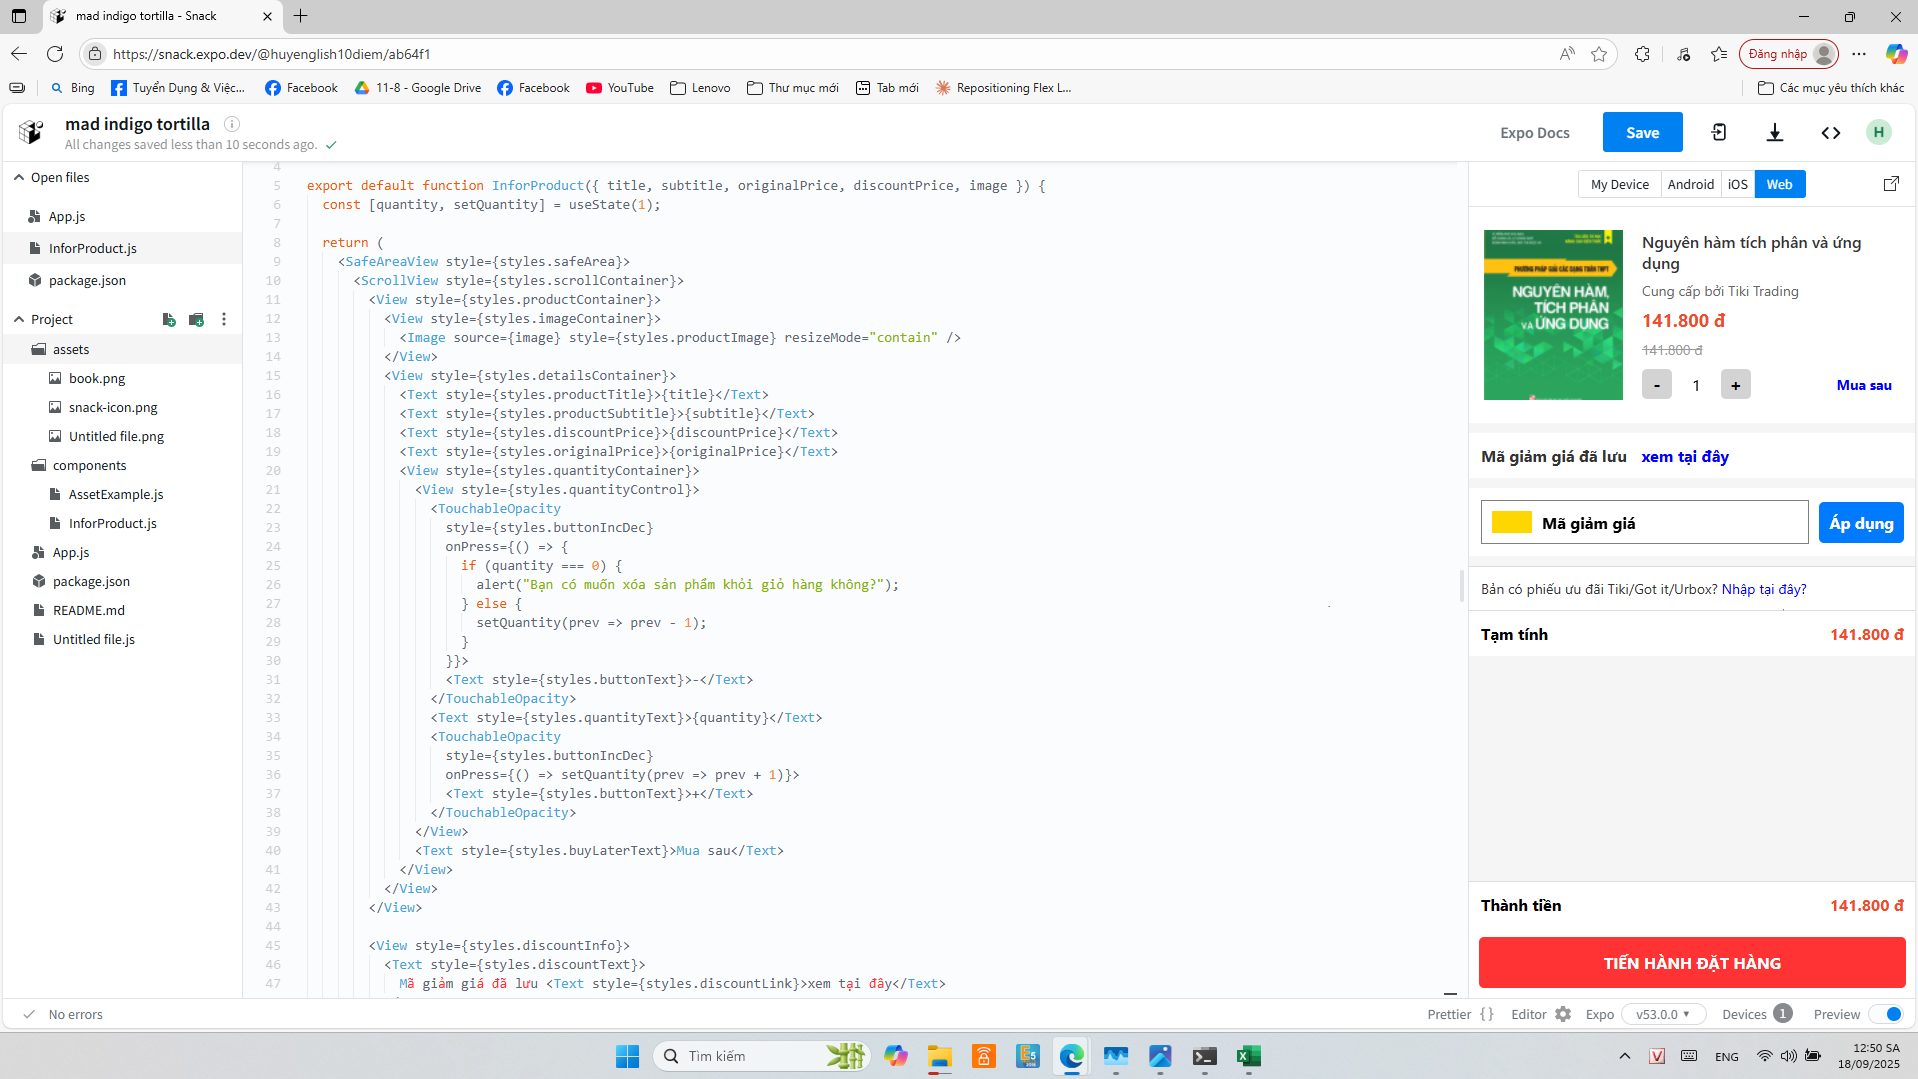 mad indigo tortilla - Snack
https://snack.expo.dev/@huyenglish10diem/ab64f1
Đăng nhập
Bing
Tuyển Dụng & Việc...
Facebook
11-8 - Google Drive
Facebook
YouTube
Lenovo
Thư mục mới
Tab mới
Repositioning Flex L...
Các mục yêu thích khác
mad indigo tortilla
All changes saved less than 10 seconds ago.
Expo Docs
Save
H
Open files
App.js
InforProduct.js
package.json
Project
assets
book.png
snack-icon.png
Untitled file.png
components
AssetExample.js
InforProduct.js
App.js
package.json
README.md
Untitled file.js
4
5 export default function InforProduct({ title, subtitle, originalPrice, discountPrice, image }) {
6 const [quantity, setQuantity] = useState(1);
7
8 return (
9 <SafeAreaView style={styles.safeArea}>
10 <ScrollView style={styles.scrollContainer}>
11 <View style={styles.productContainer}>
12 <View style={styles.imageContainer}>
13 <Image source={image} style={styles.productImage} resizeMode="contain" />
14 </View>
15 <View style={styles.detailsContainer}>
16 <Text style={styles.productTitle}>{title}</Text>
17 <Text style={styles.productSubtitle}>{subtitle}</Text>
18 <Text style={styles.discountPrice}>{discountPrice}</Text>
19 <Text style={styles.originalPrice}>{originalPrice}</Text>
20 <View style={styles.quantityContainer}>
21 <View style={styles.quantityControl}>
22 <TouchableOpacity
23 style={styles.buttonIncDec}
24 onPress={() => {
25 if (quantity === 0) {
26 alert("Bạn có muốn xóa sản phẩm khỏi giỏ hàng không?");
27 } else {
28 setQuantity(prev => prev - 1);
29 }
30 }}>
31 <Text style={styles.buttonText}>-</Text>
32 </TouchableOpacity>
33 <Text style={styles.quantityText}>{quantity}</Text>
34 <TouchableOpacity
35 style={styles.buttonIncDec}
36 onPress={() => setQuantity(prev => prev + 1)}>
37 <Text style={styles.buttonText}>+</Text>
38 </TouchableOpacity>
39 </View>
40 <Text style={styles.buyLaterText}>Mua sau</Text>
41 </View>
42 </View>
43 </View>
44
45 <View style={styles.discountInfo}>
46 <Text style={styles.discountText}>
47 Mã giảm giá đã lưu <Text style={styles.discountLink}>xem tại đây</Text>
My Device
Android
iOS
Web
PHƯƠNG PHÁP GIẢI CÁC DẠNG TOÁN THPT
NGUYÊN HÀM,
TÍCH PHÂN
VÀ ỨNG DỤNG
Nguyên hàm tích phân và ứng
dụng
Cung cấp bởi Tiki Trading
141.800 đ
141.800 đ
- 1 +
Mua sau
Mã giảm giá đã lưu xem tại đây
Mã giảm giá
Áp dụng
Bản có phiếu ưu đãi Tiki/Got it/Urbox? Nhập tại đây?
Tạm tính 141.800 đ
Thành tiền 141.800 đ
TIẾN HÀNH ĐẶT HÀNG
No errors
Prettier { }
Editor
Expo
v53.0.0
Devices 1
Preview
Tìm kiếm
ENG
12:50 SA
18/09/2025